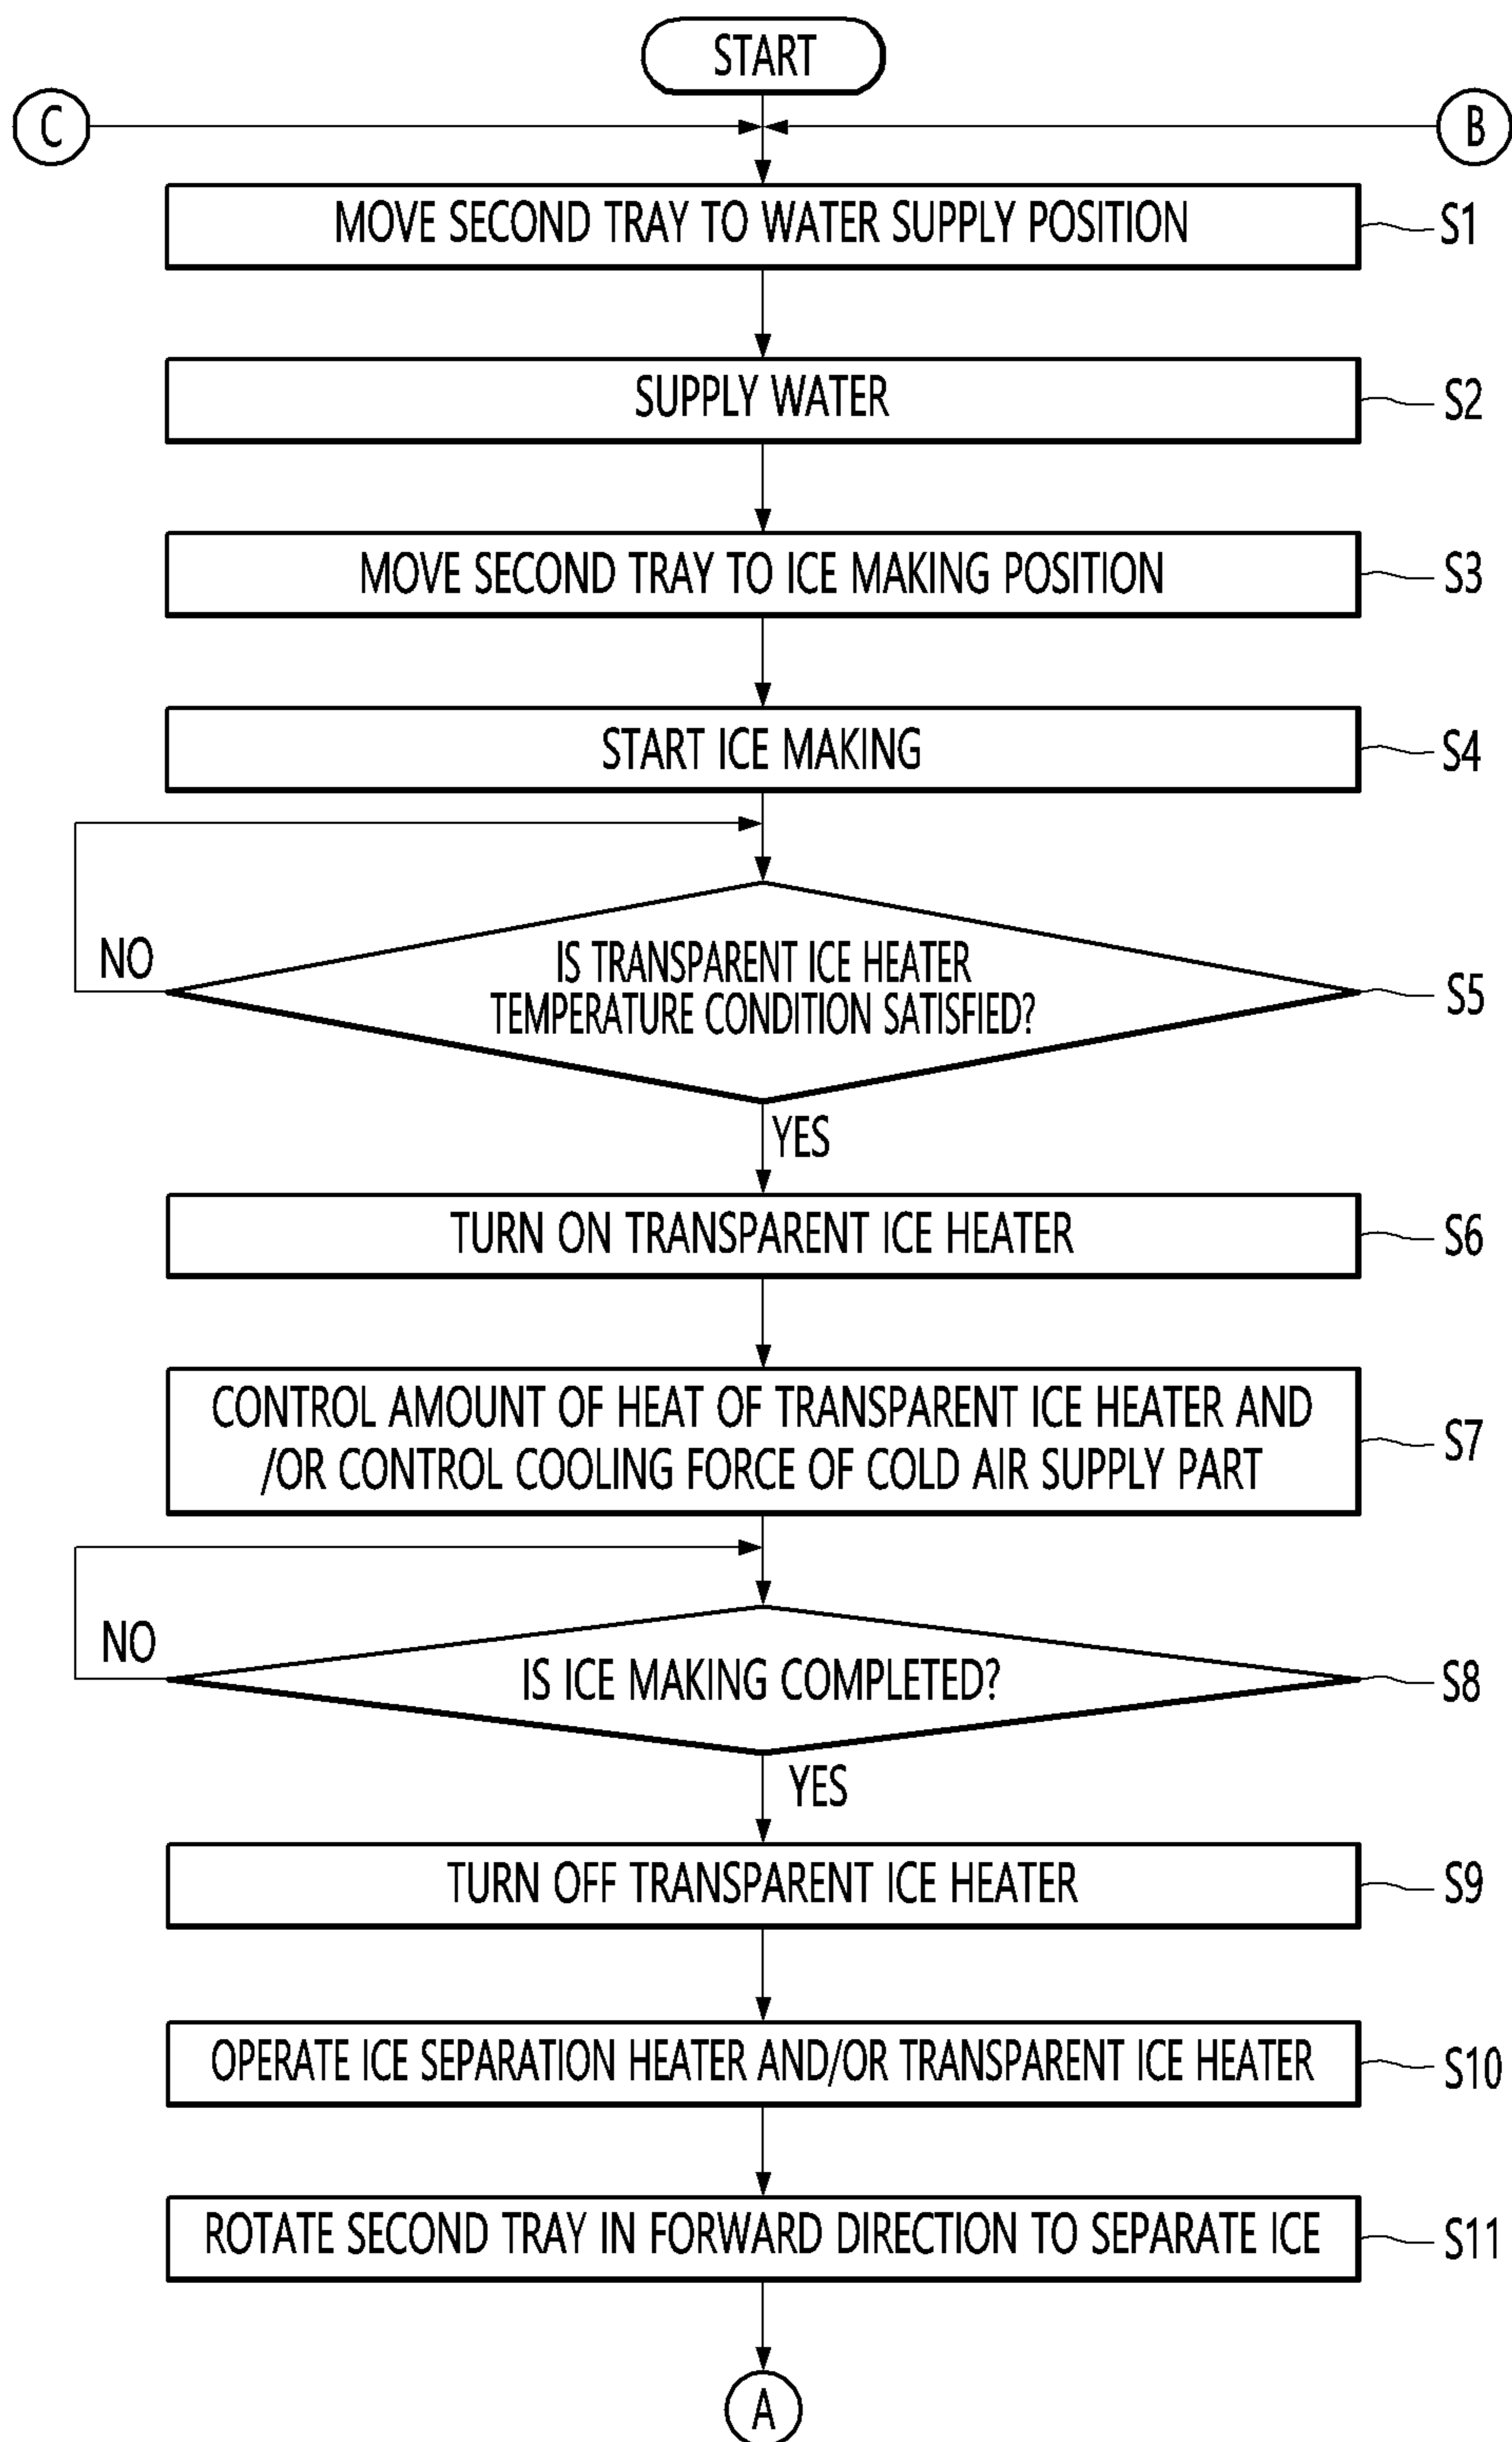 START
C
B
MOVE SECOND TRAY TO WATER SUPPLY POSITION
S1
SUPPLY WATER
S2
MOVE SECOND TRAY TO ICE MAKING POSITION
S3
START ICE MAKING
S4
NO
IS TRANSPARENT ICE HEATER
TEMPERATURE CONDITION SATISFIED?
S5
YES
TURN ON TRANSPARENT ICE HEATER
S6
CONTROL AMOUNT OF HEAT OF TRANSPARENT ICE HEATER AND
/OR CONTROL COOLING FORCE OF COLD AIR SUPPLY PART
S7
NO
IS ICE MAKING COMPLETED?
S8
YES
TURN OFF TRANSPARENT ICE HEATER
S9
OPERATE ICE SEPARATION HEATER AND/OR TRANSPARENT ICE HEATER
S10
ROTATE SECOND TRAY IN FORWARD DIRECTION TO SEPARATE ICE
S11
A